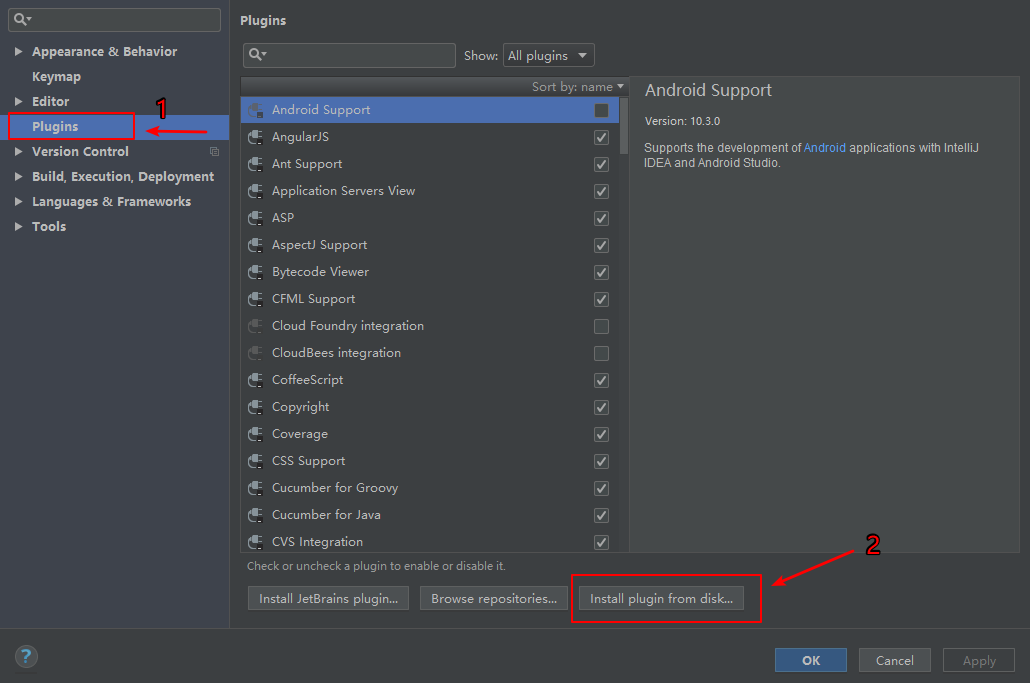 Plugins
Appearance & Behavior
Keymap
Editor
Plugins
Version Control
Build, Execution, Deployment
Languages & Frameworks
Tools
1
Show: All plugins
Sort by: name
Android Support
AngularJS
Ant Support
Application Servers View
ASP
AspectJ Support
Bytecode Viewer
CFML Support
Cloud Foundry integration
CloudBees integration
CoffeeScript
Copyright
Coverage
CSS Support
Cucumber for Groovy
Cucumber for Java
CVS Integration
Android Support
Version: 10.3.0
Supports the development of Android applications with IntelliJ
IDEA and Android Studio.
2
Check or uncheck a plugin to enable or disable it.
Install JetBrains plugin... Browse repositories... Install plugin from disk...
? OK Cancel Apply